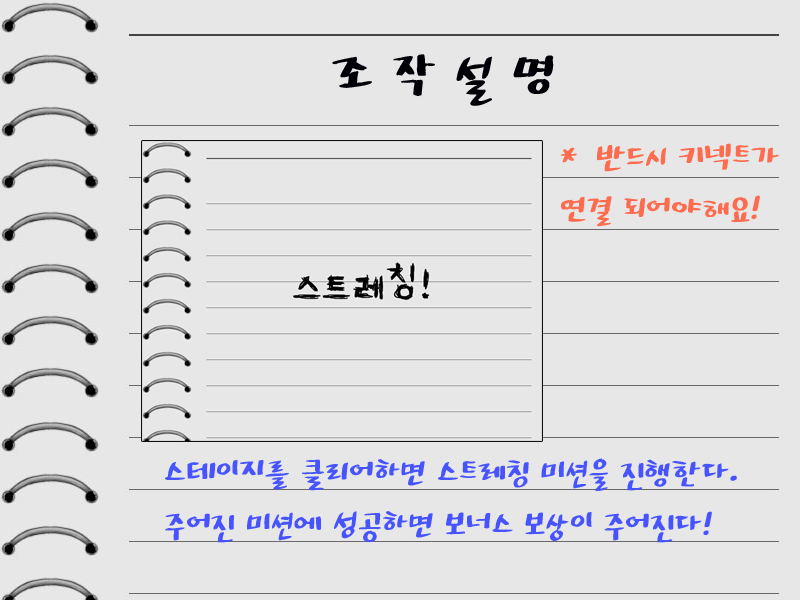 조작설명
* 반드시 키넥트가
연결 되어야해요!
스트레칭!
스테이지를 클리어하면 스트레칭 미션을 진행한다.
주어진 미션에 성공하면 보너스 보상이 주어진다!